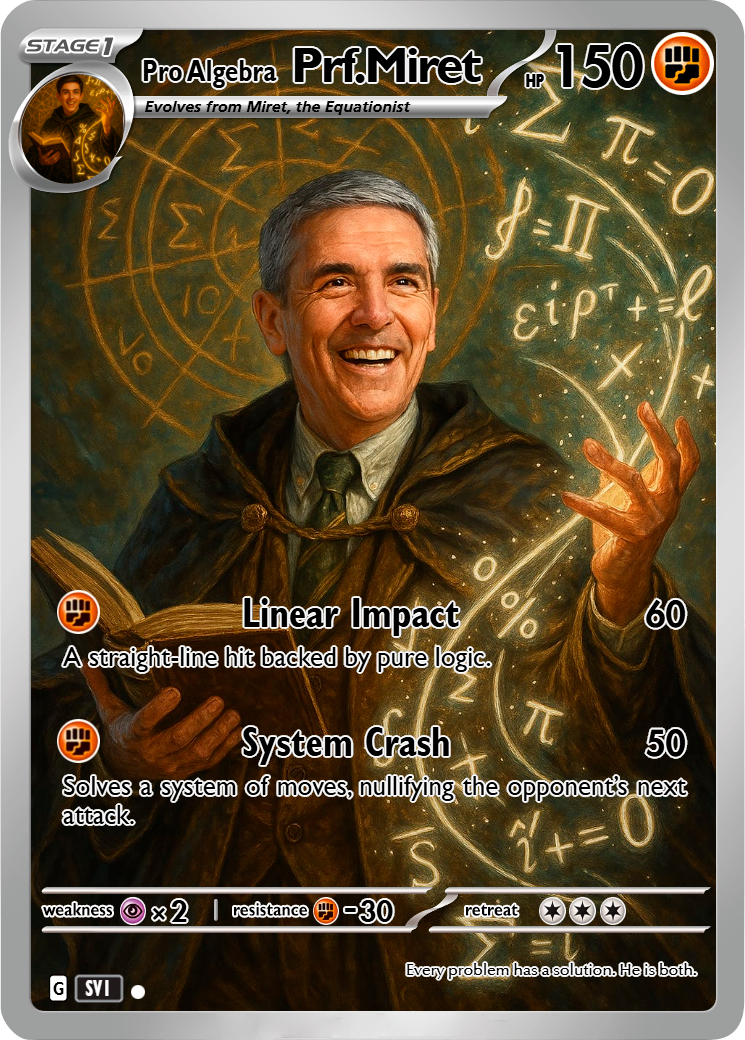 STAGE1
Pro Algebra Prf.Miret HP 150
Evolves from Miret, the Equationist
Linear Impact 60
A straight-line hit backed by pure logic.
System Crash 50
Solves a system of moves, nullifying the opponent's next
attack.
weakness ×2 resistance -30 retreat
Every problem has a solution. He is both.
G SVI